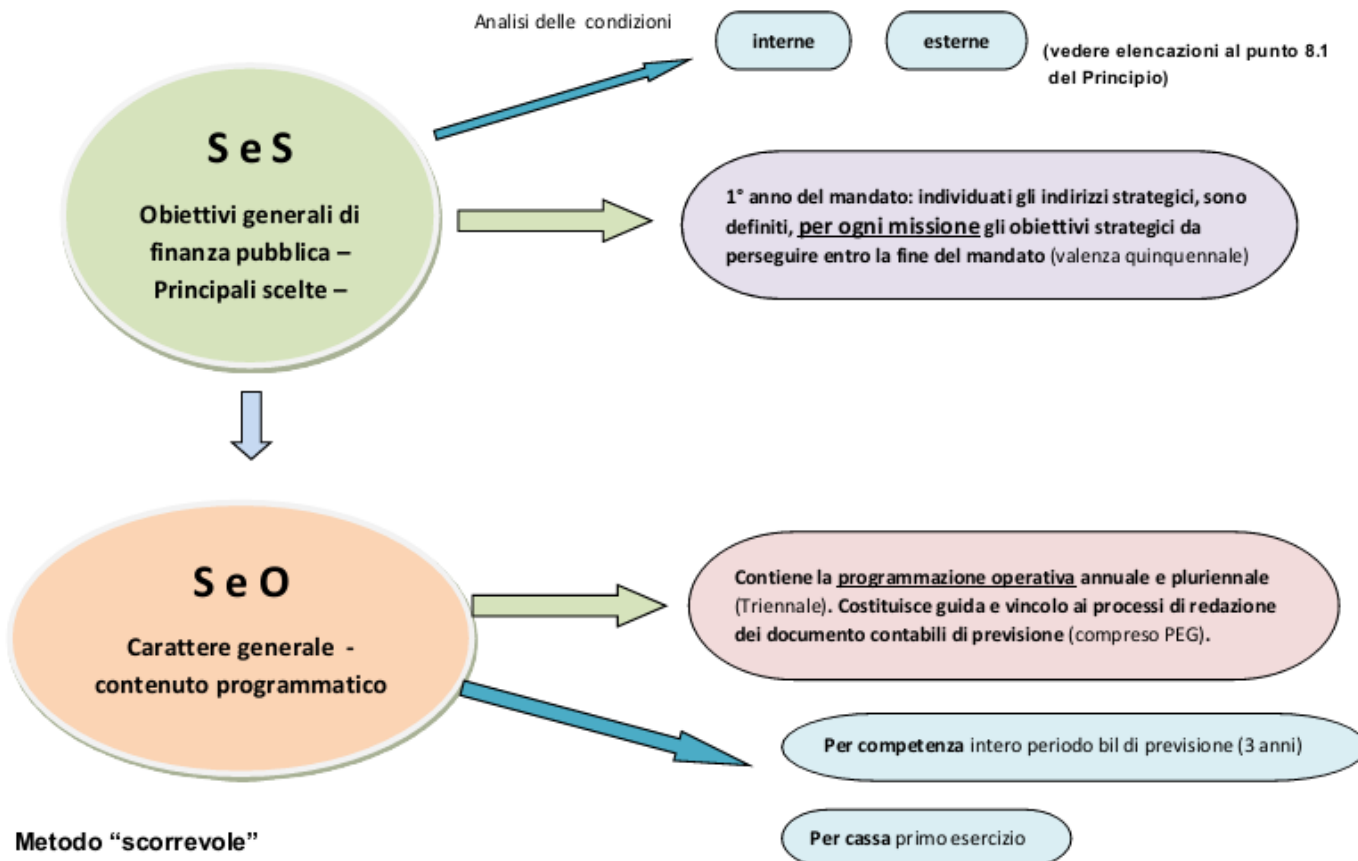 Analisi delle condizioni
interne
esterne
(vedere elencazioni al punto 8.1
del Principio)
S e S
Obiettivi generali di
finanza pubblica –
Principali scelte –
1° anno del mandato: individuati gli indirizzi strategici, sono
definiti, per ogni missione gli obiettivi strategici da
perseguire entro la fine del mandato (valenza quinquennale)
S e O
Carattere generale -
contenuto programmatico
Contiene la programmazione operativa annuale e pluriennale
(Triennale). Costituisce guida e vincolo ai processi di redazione
dei documento contabili di previsione (compreso PEG).
Per competenza intero periodo bil di previsione (3 anni)
Per cassa primo esercizio
Metodo “scorrevole”